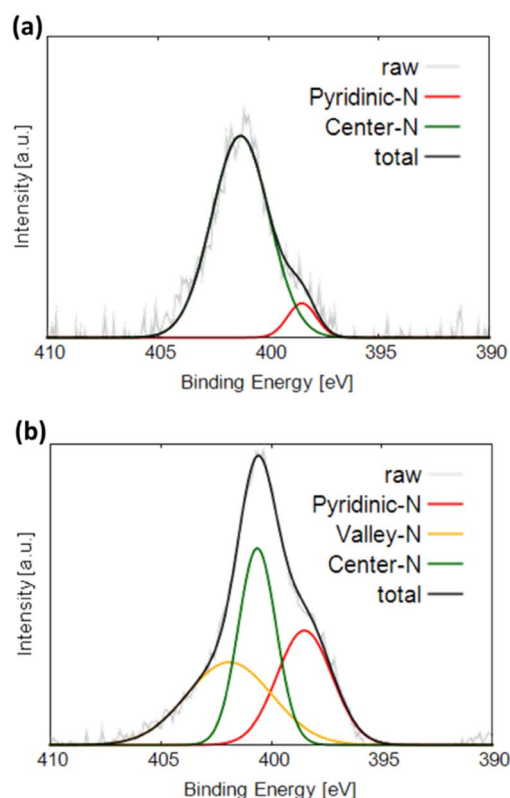 (a)
Intensity [a.u.]
raw
Pyridinic-N
Center-N
total
410 405 400 395 390
Binding Energy [eV]
(b)
Intensity [a.u.]
raw
Pyridinic-N
Valley-N
Center-N
total
410 405 400 395 390
Binding Energy [eV]